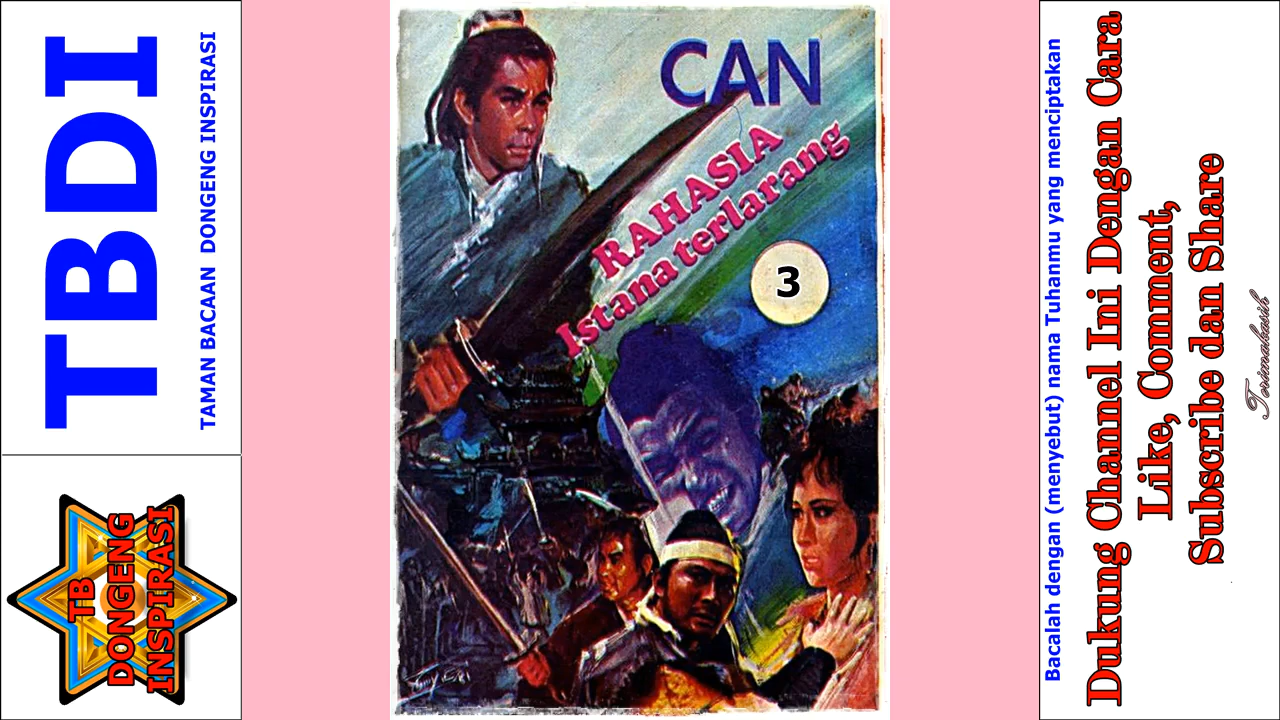 TBDI
TAMAN BACAAN DONGENG INSPIRASI
TB
DONGENG
INSPIRASI
CAN
RAHASIA
Istana terlarang
3
Bacalah dengan (menyebut) nama Tuhanmu yang menciptakan
Dukung Channel Ini Dengan Cara
Like, Comment,
Subscribe dan Share